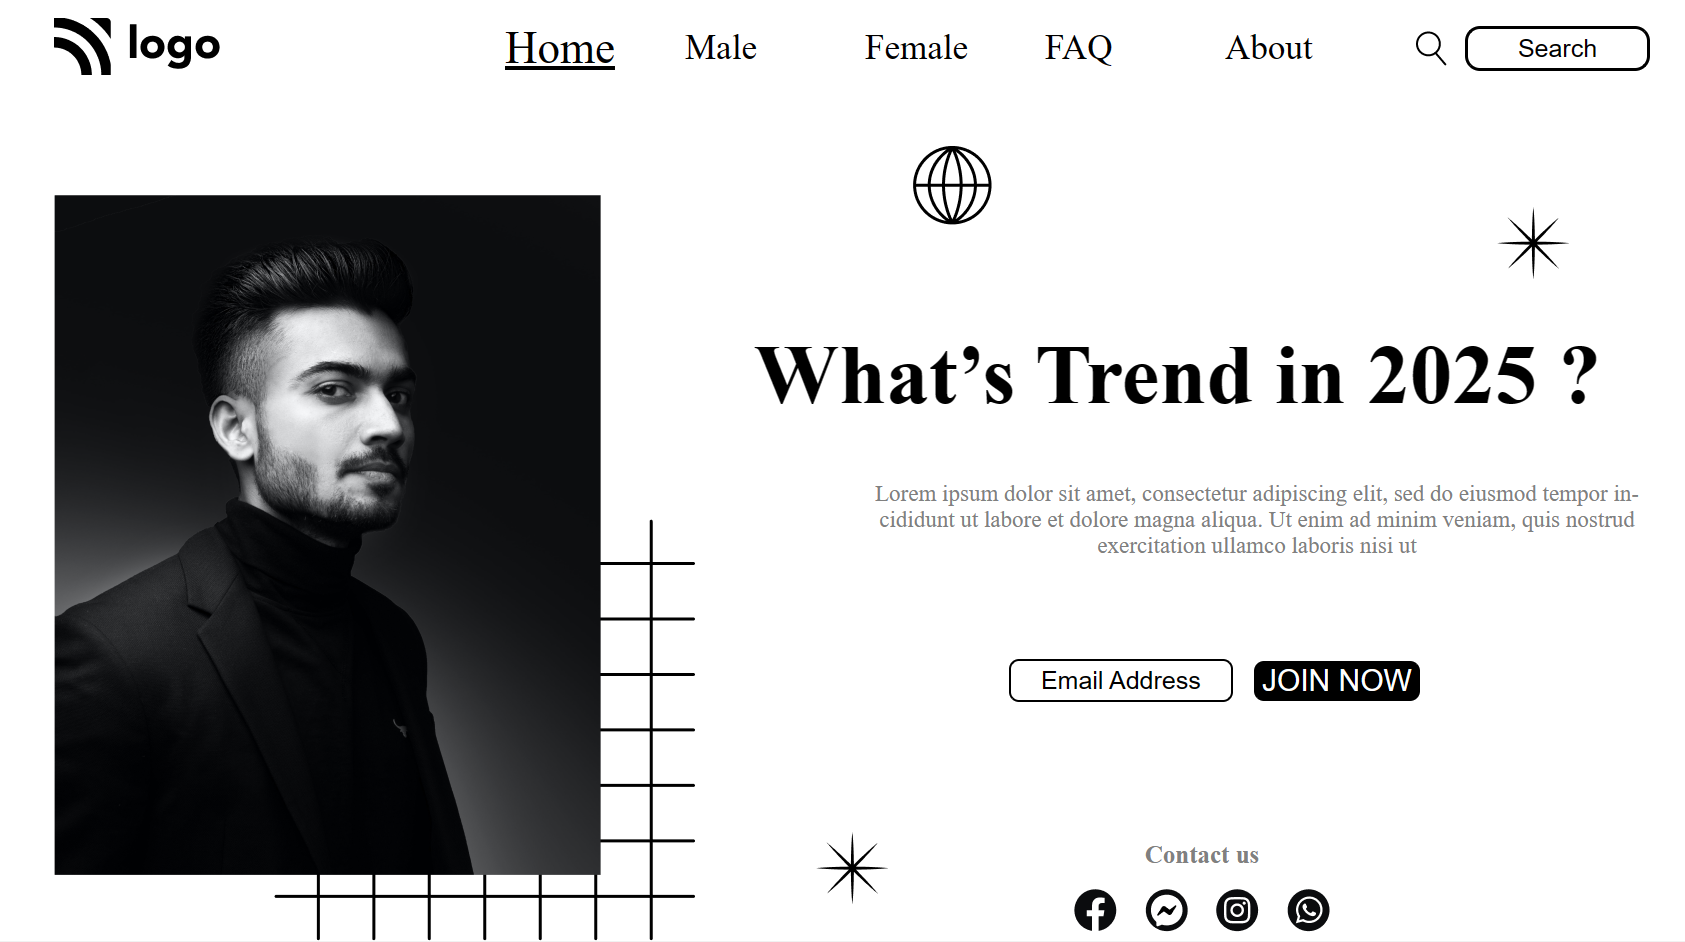 logo
Home
Male
Female
FAQ
About
Search
What’s Trend in 2025 ?
Lorem ipsum dolor sit amet, consectetur adipiscing elit, sed do eiusmod tempor in-
cididunt ut labore et dolore magna aliqua. Ut enim ad minim veniam, quis nostrud
exercitation ullamco laboris nisi ut
Email Address
JOIN NOW
Contact us